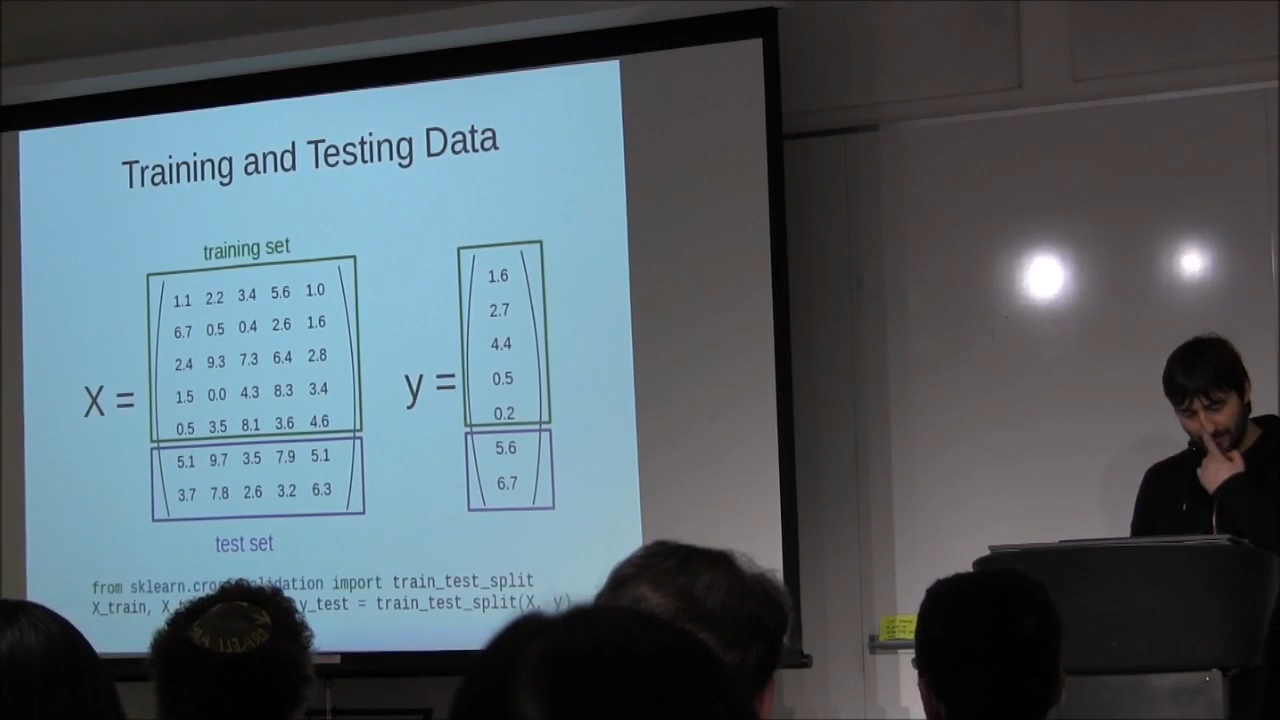 Training and Testing Data
training set
X =
1.1 2.2 3.4 5.6 1.0
6.7 0.5 0.4 2.6 1.6
2.4 9.3 7.3 6.4 2.8
1.5 0.0 4.3 8.3 3.4
0.5 3.5 8.1 3.6 4.6
5.1 9.7 3.5 7.9 5.1
3.7 7.8 2.6 3.2 6.3
test set
y =
1.6
2.7
4.4
0.5
0.2
5.6
6.7
from import train_test_split
X_train, y_test = train_test_split(X, y)